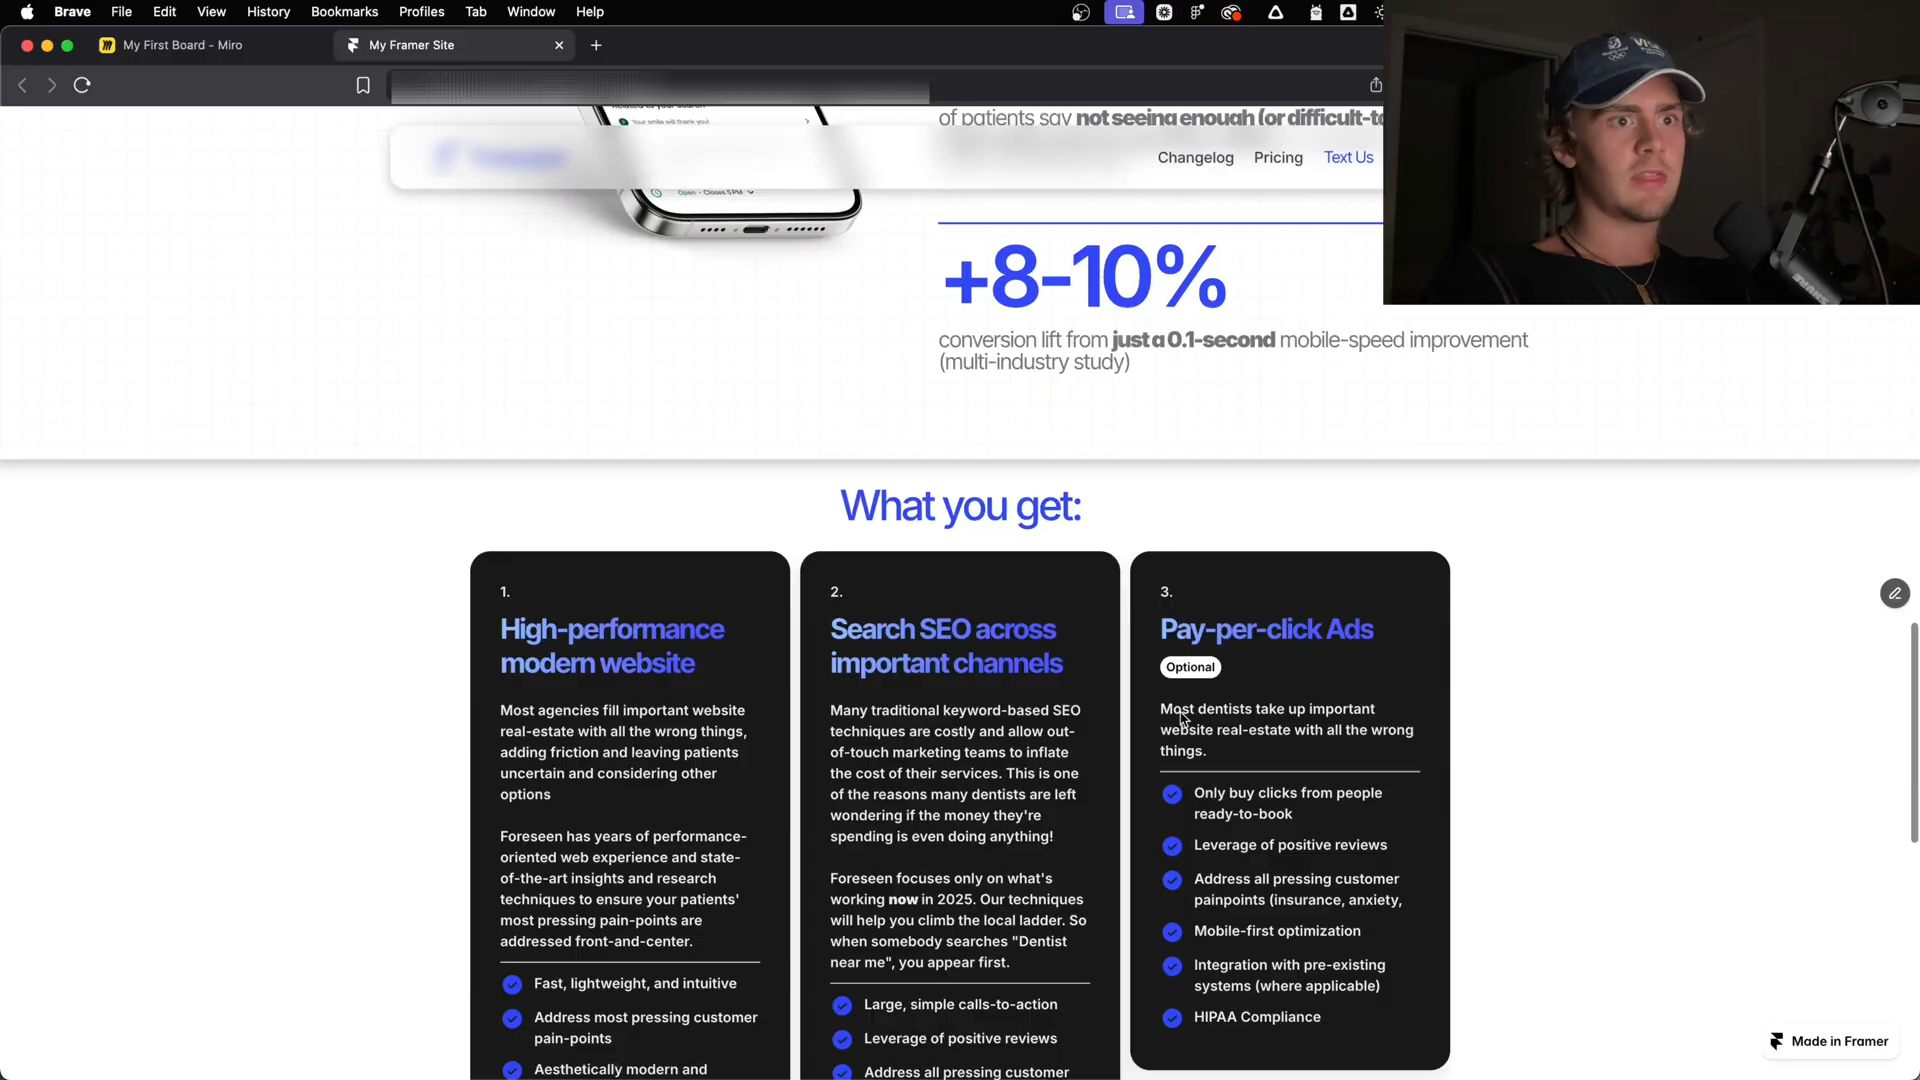 Brave File Edit View History Bookmarks Profiles Tab Window Help
My First Board - Miro
My Framer Site
Your smile will thank you!
of patients say not seeing enough (or difficult-t
Changelog Pricing Text Us
Open · Closes 5 PM
+8-10%
conversion lift from just a 0.1-second mobile-speed improvement
(multi-industry study)
What you get:
1.
High-performance
modern website
Most agencies fill important website
real-estate with all the wrong things,
adding friction and leaving patients
uncertain and considering other
options
Foreseen has years of performance-
oriented web experience and state-
of-the-art insights and research
techniques to ensure your patients'
most pressing pain-points are
addressed front-and-center.
Fast, lightweight, and intuitive
Address most pressing customer
pain-points
Aesthetically modern and
2.
Search SEO across
important channels
Many traditional keyword-based SEO
techniques are costly and allow out-
of-touch marketing teams to inflate
the cost of their services. This is one
of the reasons many dentists are left
wondering if the money they're
spending is even doing anything!
Foreseen focuses only on what's
working now in 2025. Our techniques
will help you climb the local ladder. So
when somebody searches "Dentist
near me", you appear first.
Large, simple calls-to-action
Leverage of positive reviews
Address all pressing customer
3.
Pay-per-click Ads
Optional
Most dentists take up important
website real-estate with all the wrong
things.
Only buy clicks from people
ready-to-book
Leverage of positive reviews
Address all pressing customer
painpoints (insurance, anxiety,
Mobile-first optimization
Integration with pre-existing
systems (where applicable)
HIPAA Compliance
Made in Framer
VISA
SHURE